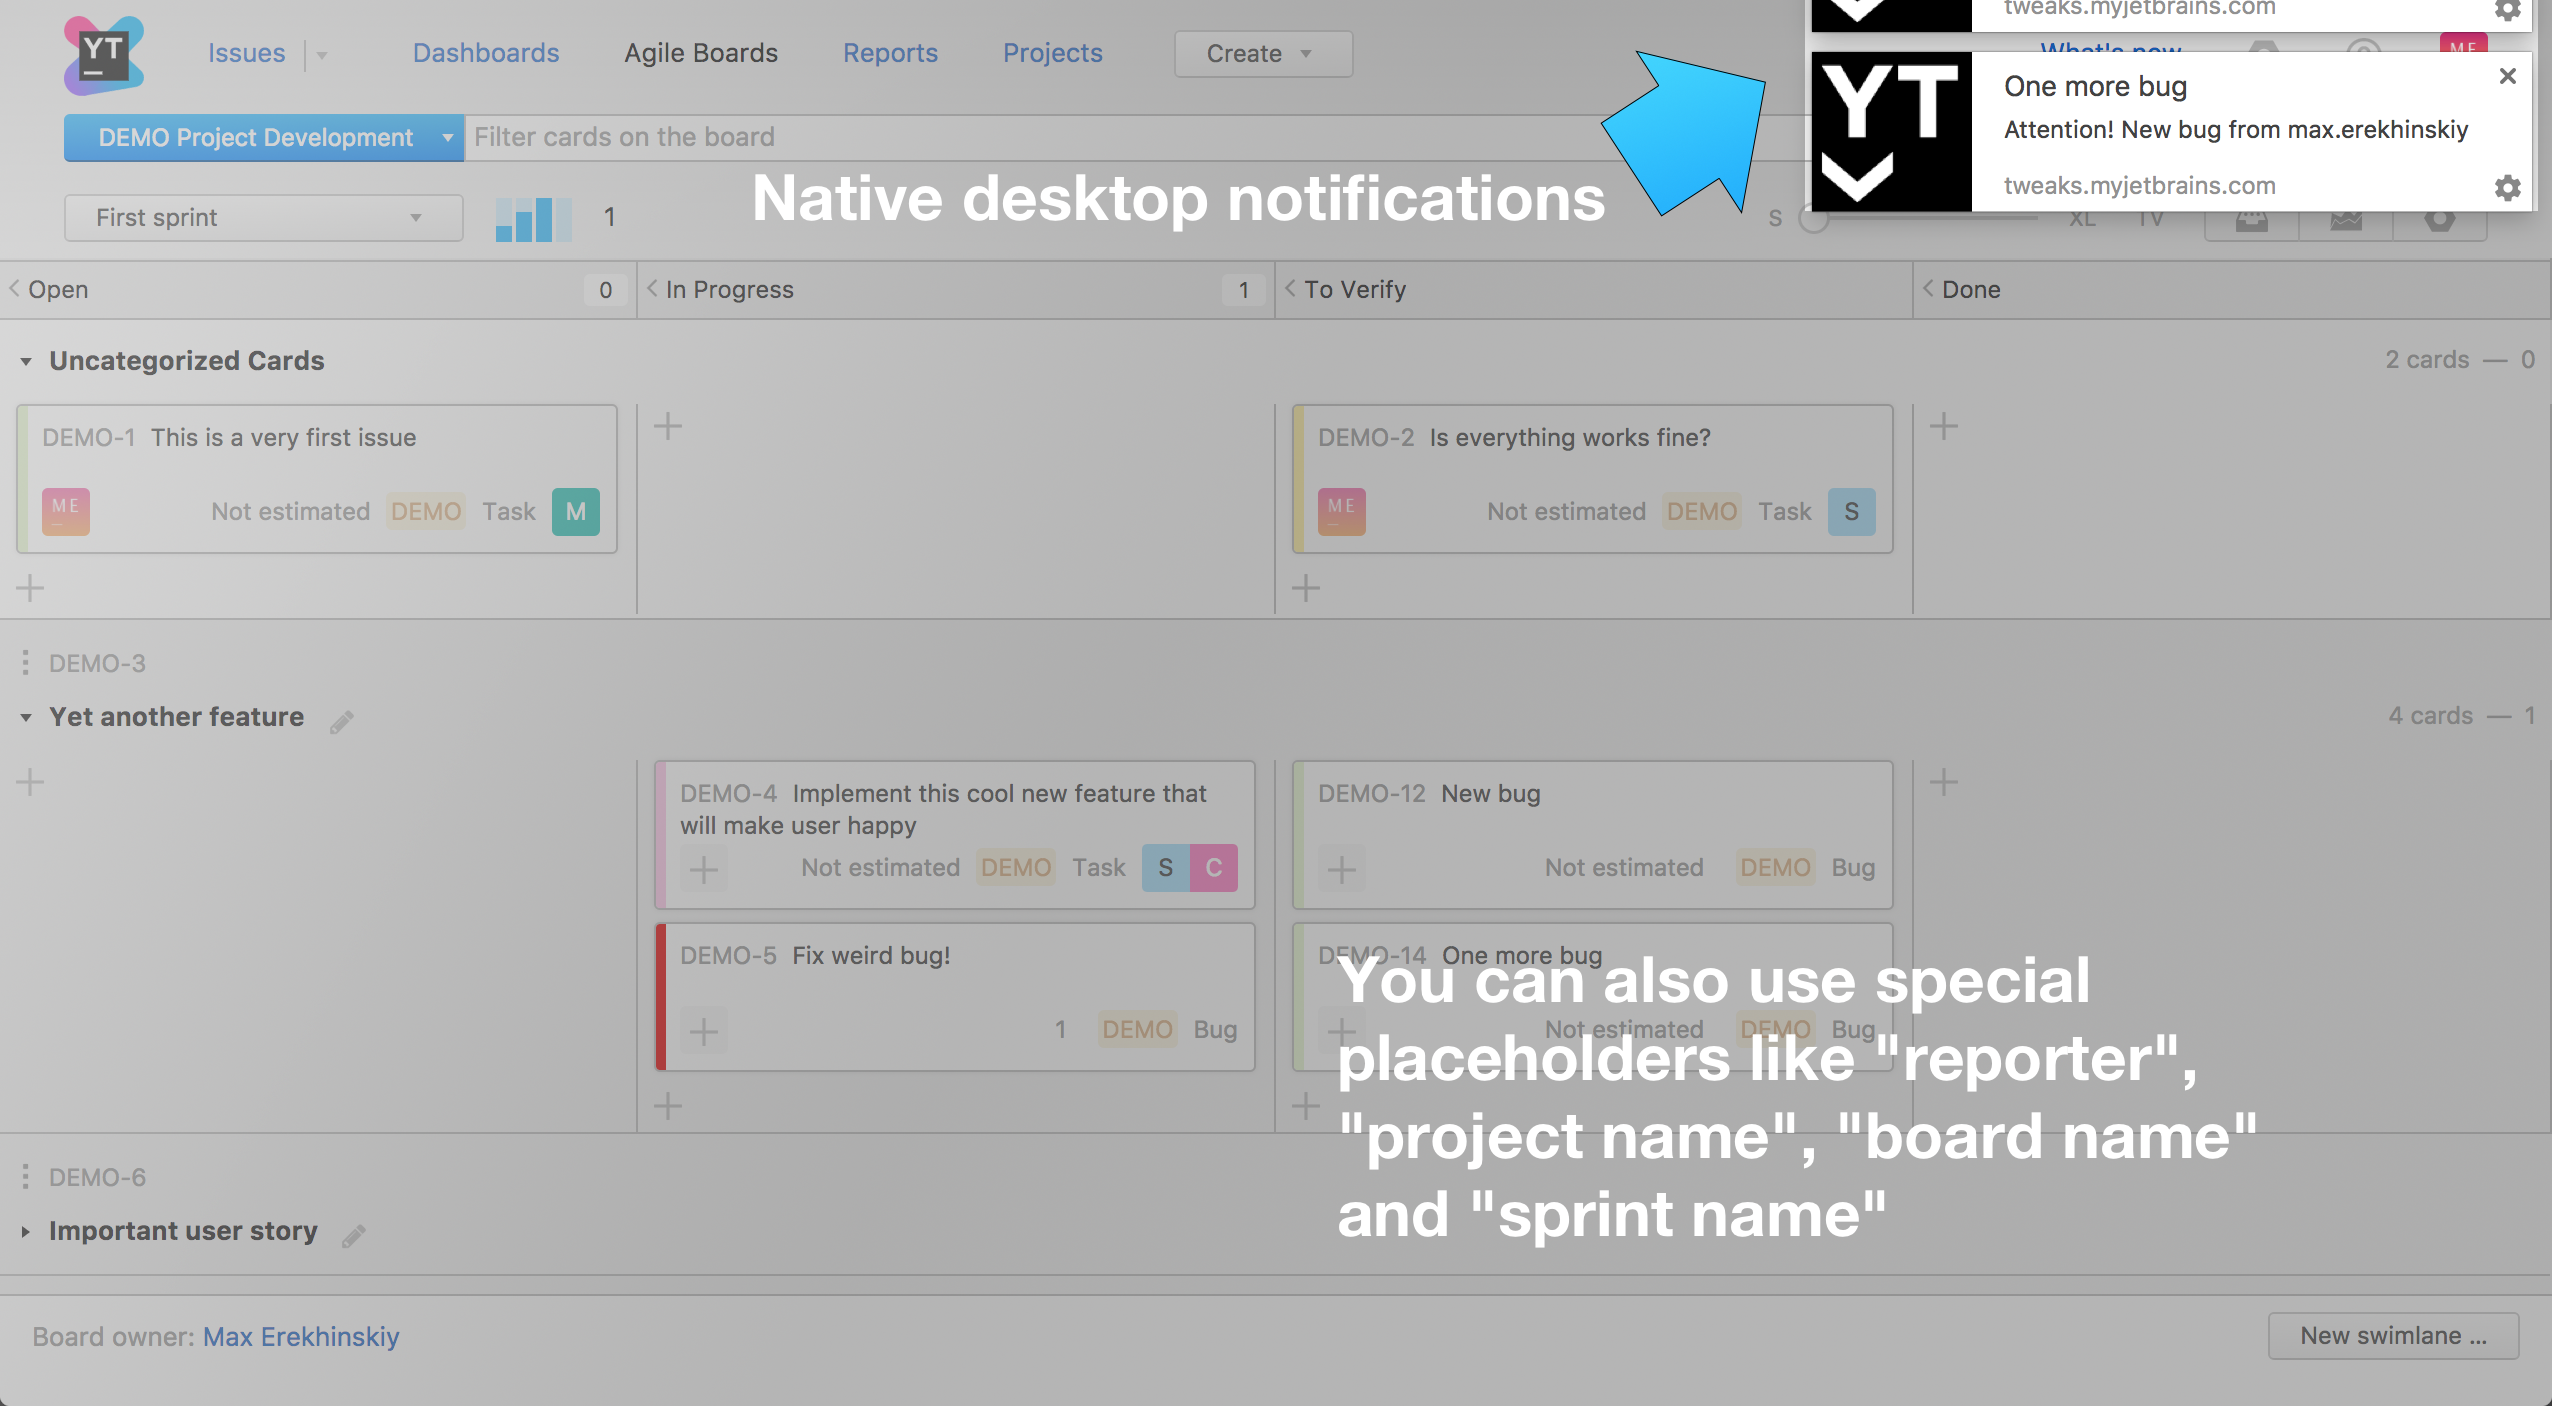 tweaks.myjetbrains.com
YT Issues Dashboards Agile Boards Reports Projects Create What's new ME
YT One more bug
Attention! New bug from max.erekhinskiy
tweaks.myjetbrains.com
DEMO Project Development Filter cards on the board
Native desktop notifications
First sprint 1 S XL TV
Open 0 In Progress 1 To Verify Done
Uncategorized Cards 2 cards — 0
DEMO-1 This is a very first issue
ME Not estimated DEMO Task M
DEMO-2 Is everything works fine?
ME Not estimated DEMO Task S
DEMO-3
Yet another feature 4 cards — 1
DEMO-4 Implement this cool new feature that
will make user happy
Not estimated DEMO Task S C
DEMO-12 New bug
Not estimated DEMO Bug
DEMO-5 Fix weird bug!
1 DEMO Bug
DEMO-14 One more bug
Not estimated DEMO Bug
You can also use special
placeholders like "reporter",
"project name", "board name"
and "sprint name"
DEMO-6
Important user story
Board owner: Max Erekhinskiy New swimlane ...